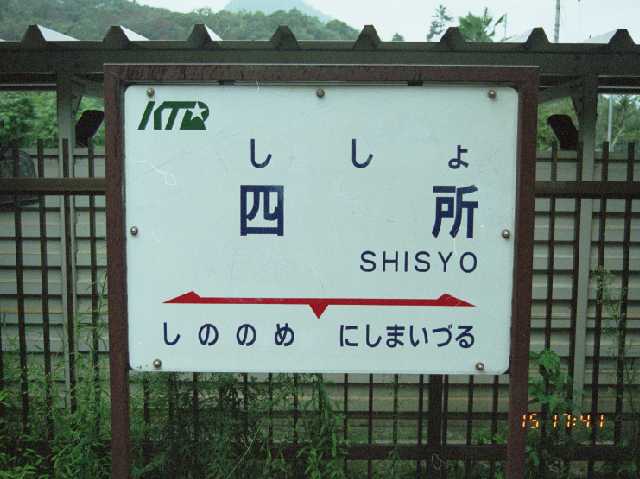 KTR
ししょ
四所
SHISYO
しののめ にしまいづる
15 17:41